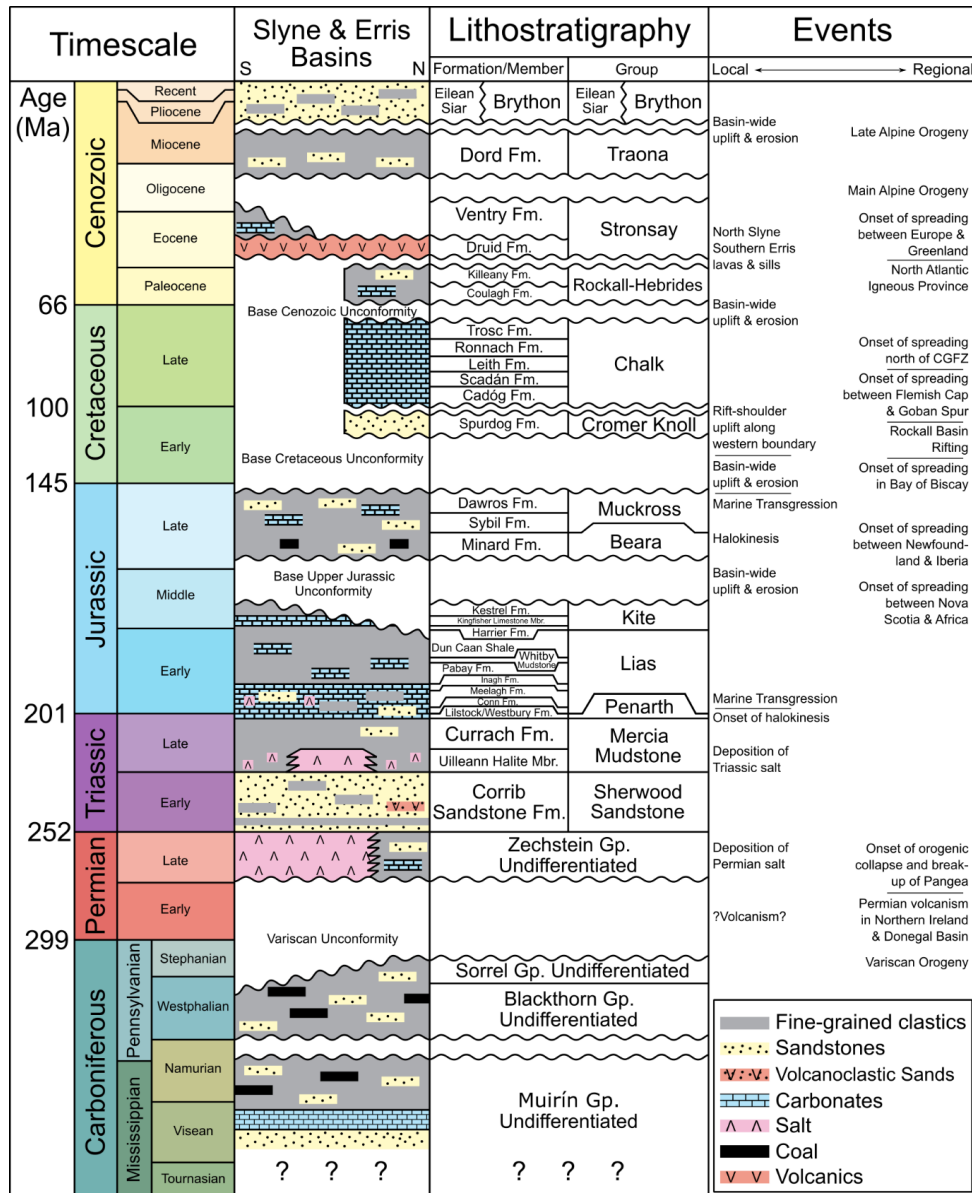 Timescale
Slyne & Erris
Basins
S
N
Lithostratigraphy
Formation/Member
Group
Events
Local
Regional
Age
(Ma)
66
100
145
201
252
299
Cenozoic
Recent
Pliocene
Miocene
Oligocene
Eocene
Paleocene
Cretaceous
Late
Early
Jurassic
Late
Middle
Early
Triassic
Late
Early
Permian
Late
Early
Carboniferous
Pennsylvanian
Mississippian
Stephanian
Westphalian
Namurian
Visean
Tournasian
Base Cenozoic Unconformity
Base Cretaceous Unconformity
Base Upper Jurassic
Unconformity
Variscan Unconformity
? ? ?
Eilean
Siar
Brython
Eilean
Siar
Brython
Dord Fm.
Traona
Ventry Fm.
Druid Fm.
Stronsay
Killeany Fm.
Coulagh Fm.
Rockall-Hebrides
Trosc Fm.
Ronnach Fm.
Leith Fm.
Scadán Fm.
Cadóg Fm.
Chalk
Spurdog Fm.
Cromer Knoll
Dawros Fm.
Sybil Fm.
Minard Fm.
Muckross
Beara
Kestrel Fm.
Kingfisher Limestone Mbr.
Harrier Fm.
Kite
Dun Caan Shale
Whitby
Mudstone
Pabay Fm.
Inagh Fm.
Meelagh Fm.
Conn Fm.
Lilstock/Westbury Fm.
Lias
Penarth
Currach Fm.
Uilleann Halite Mbr.
Mercia
Mudstone
Corrib
Sandstone Fm.
Sherwood
Sandstone
Zechstein Gp.
Undifferentiated
Sorrel Gp. Undifferentiated
Blackthorn Gp.
Undifferentiated
Muirín Gp.
Undifferentiated
? ? ?
Basin-wide
uplift & erosion
North Slyne
Southern Erris
lavas & sills
Basin-wide
uplift & erosion
Rift-shoulder
uplift along
western boundary
Basin-wide
uplift & erosion
Marine Transgression
Halokinesis
Basin-wide
uplift & erosion
Marine Transgression
Onset of halokinesis
Deposition of
Triassic salt
Deposition of
Permian salt
?Volcanism?
Late Alpine Orogeny
Main Alpine Orogeny
Onset of spreading
between Europe &
Greenland
North Atlantic
Igneous Province
Onset of spreading
north of CGFZ
Onset of spreading
between Flemish Cap
& Goban Spur
Rockall Basin
Rifting
Onset of spreading
in Bay of Biscay
Onset of spreading
between Newfound-
land & Iberia
Onset of spreading
between Nova
Scotia & Africa
Onset of orogenic
collapse and break-
up of Pangea
Permian volcanism
in Northern Ireland
& Donegal Basin
Variscan Orogeny
Fine-grained clastics
Sandstones
Volcanoclastic Sands
Carbonates
Salt
Coal
Volcanics